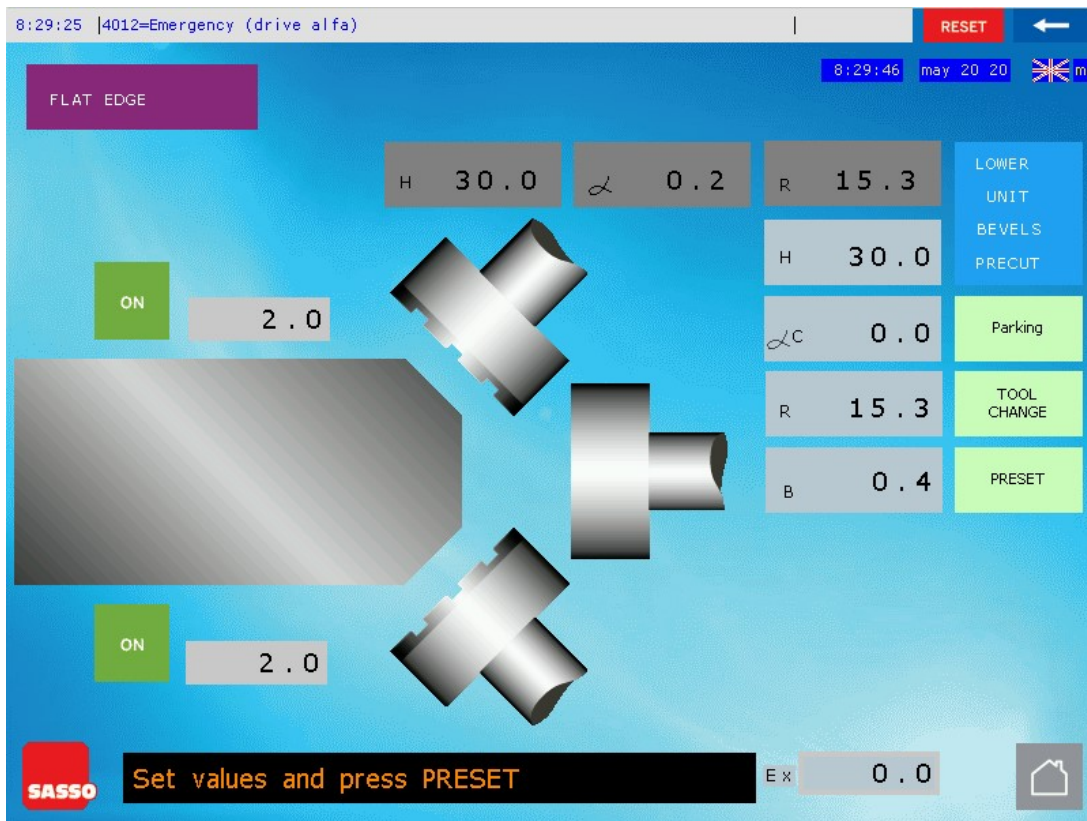 8:29:25 |4012=Emergency (drive alfa) | RESET
8:29:46 may 20 20 m
FLAT EDGE
H 30.0 α 0.2 R 15.3
LOWER
UNIT
BEVELS
PRECUT
H 30.0
ON 2.0
αC 0.0 Parking
R 15.3 TOOL
CHANGE
B 0.4 PRESET
ON 2.0
SASSO Set values and press PRESET Ex 0.0